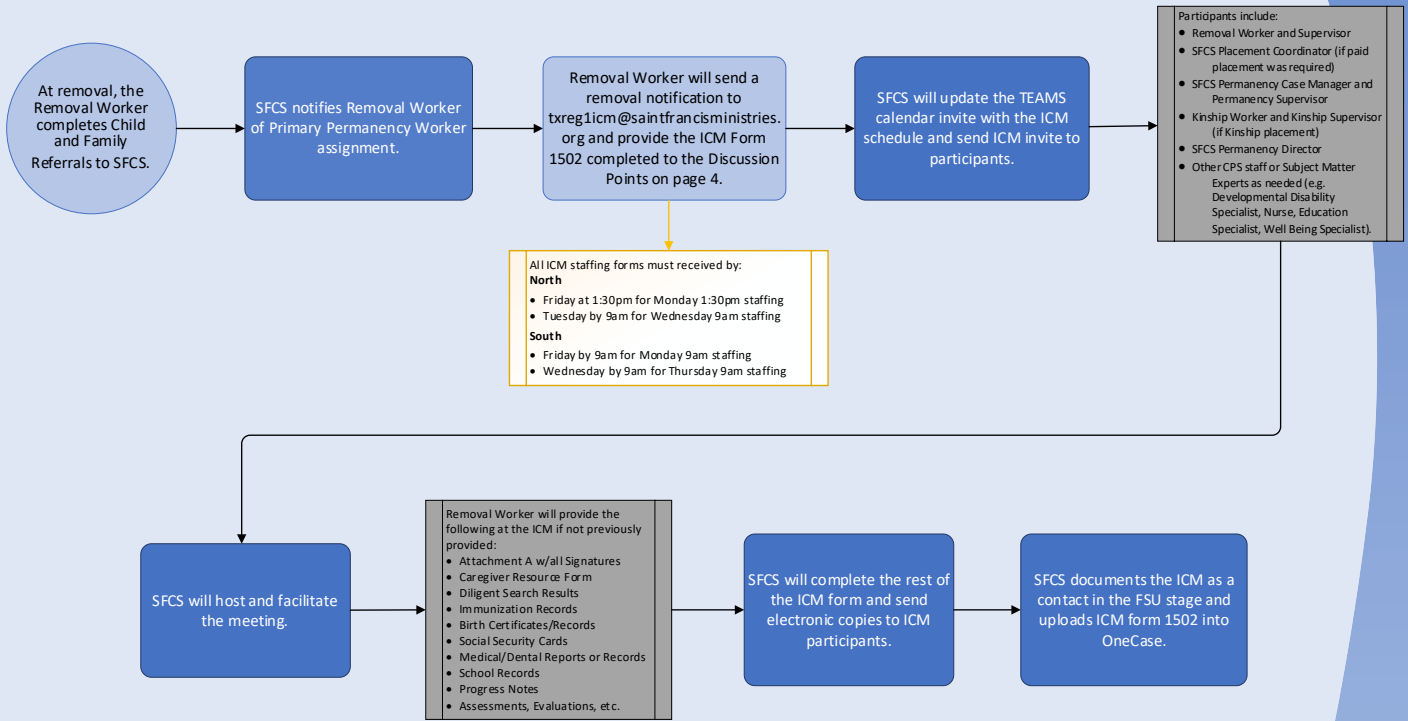 At removal, the
Removal Worker
completes Child
and Family
Referrals to SFCS.
SFCS notifies Removal Worker
of Primary Permanency Worker
assignment.
Removal Worker will send a
removal notification to
txreg1icm@saintfrancisministries.
org and provide the ICM Form
1502 completed to the Discussion
Points on page 4.
SFCS will update the TEAMS
calendar invite with the ICM
schedule and send ICM invite to
participants.
Participants include:
• Removal Worker and Supervisor
• SFCS Placement Coordinator (if paid
placement was required)
• SFCS Permanency Case Manager and
Permanency Supervisor
• Kinship Worker and Kinship Supervisor
(if Kinship placement)
• SFCS Permanency Director
• Other CPS staff or Subject Matter
Experts as needed (e.g.
Developmental Disability
Specialist, Nurse, Education
Specialist, Well Being Specialist).
All ICM staffing forms must received by:
North
• Friday at 1:30pm for Monday 1:30pm staffing
• Tuesday by 9am for Wednesday 9am staffing
South
• Friday by 9am for Monday 9am staffing
• Wednesday by 9am for Thursday 9am staffing
SFCS will host and facilitate
the meeting.
Removal Worker will provide the
following at the ICM if not previously
provided:
• Attachment A w/all Signatures
• Caregiver Resource Form
• Diligent Search Results
• Immunization Records
• Birth Certificates/Records
• Social Security Cards
• Medical/Dental Reports or Records
• School Records
• Progress Notes
• Assessments, Evaluations, etc.
SFCS will complete the rest of
the ICM form and send
electronic copies to ICM
participants.
SFCS documents the ICM as a
contact in the FSU stage and
uploads ICM form 1502 into
OneCase.